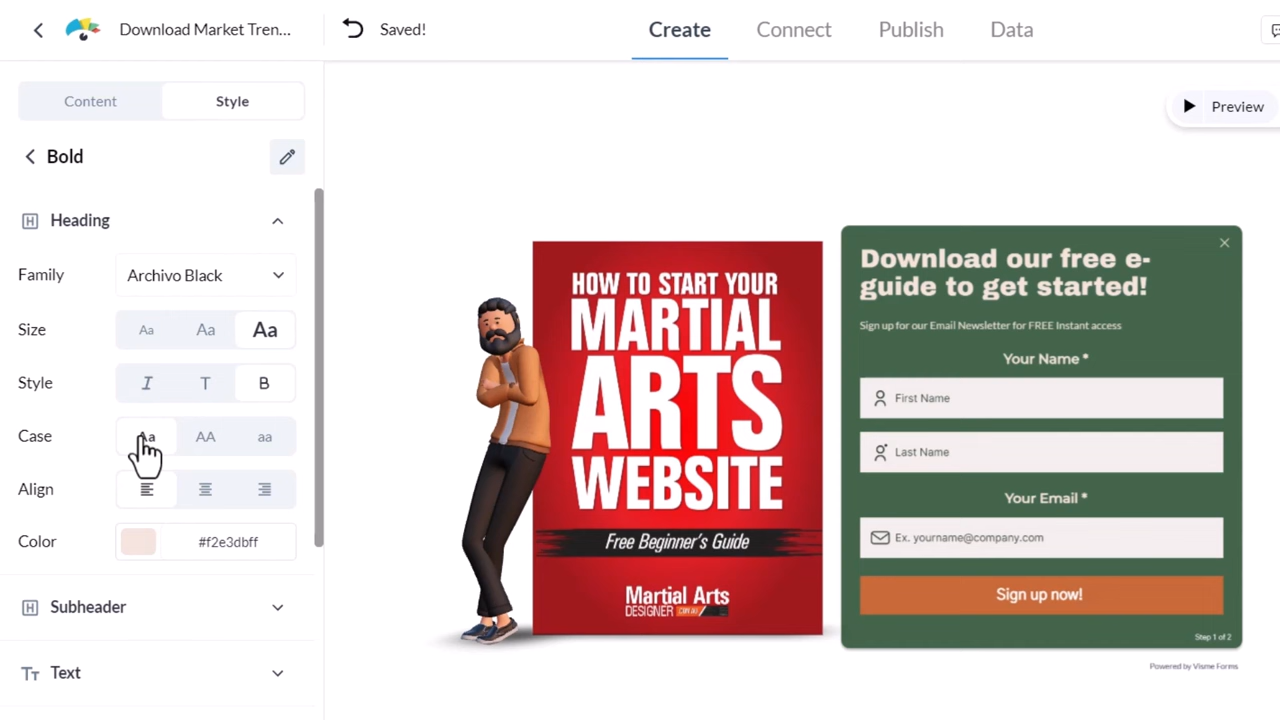 Download Market Tren...
Saved!
Create
Connect
Publish
Data
Content
Style
Preview
Bold
Heading
Family
Archivo Black
Size
Aa
Aa
Aa
Style
I
T
B
Case
Aa
AA
aa
Align
Color
#f2e3dbff
Subheader
Text
HOW TO START YOUR
MARTIAL
ARTS
WEBSITE
Free Beginner's Guide
Martial Arts
DESIGNER
Download our free e-
guide to get started!
Sign up for our Email Newsletter for FREE Instant access
Your Name *
First Name
Last Name
Your Email *
Ex. yourname@company.com
Sign up now!
Step 1 of 2
Powered by Visme Forms